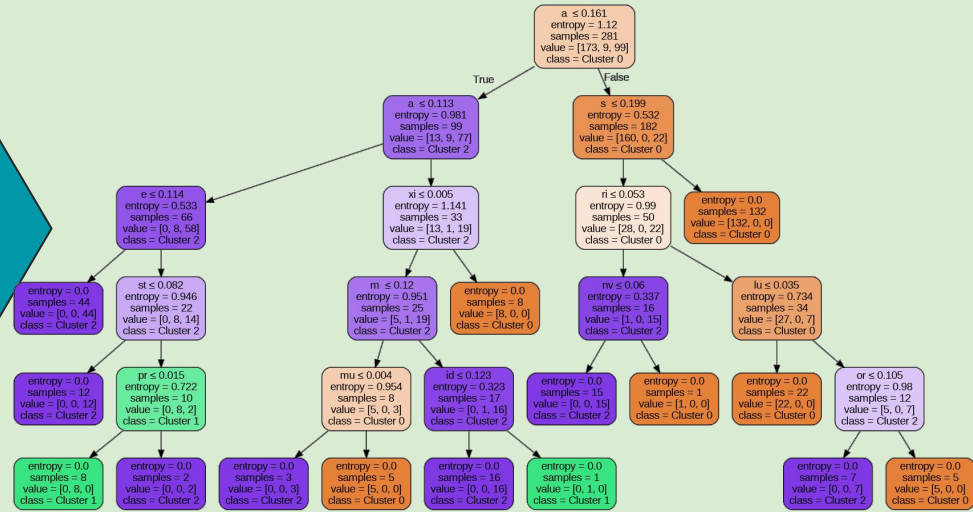 a ≤ 0.161
entropy = 1.12
samples = 281
value = [173, 9, 99]
class = Cluster 0
True
False
a ≤ 0.113
entropy = 0.981
samples = 99
value = [13, 9, 77]
class = Cluster 2
s ≤ 0.199
entropy = 0.532
samples = 182
value = [160, 0, 22]
class = Cluster 0
e ≤ 0.114
entropy = 0.533
samples = 66
value = [0, 8, 58]
class = Cluster 2
xi ≤ 0.005
entropy = 1.141
samples = 33
value = [13, 1, 19]
class = Cluster 2
ri ≤ 0.053
entropy = 0.99
samples = 50
value = [28, 0, 22]
class = Cluster 0
entropy = 0.0
samples = 132
value = [132, 0, 0]
class = Cluster 0
entropy = 0.0
samples = 44
value = [0, 0, 44]
class = Cluster 2
st ≤ 0.082
entropy = 0.946
samples = 22
value = [0, 8, 14]
class = Cluster 2
m ≤ 0.12
entropy = 0.951
samples = 25
value = [5, 1, 19]
class = Cluster 2
entropy = 0.0
samples = 8
value = [8, 0, 0]
class = Cluster 0
nv ≤ 0.06
entropy = 0.337
samples = 16
value = [1, 0, 15]
class = Cluster 2
lu ≤ 0.035
entropy = 0.734
samples = 34
value = [27, 0, 7]
class = Cluster 0
entropy = 0.0
samples = 12
value = [0, 0, 12]
class = Cluster 2
pr ≤ 0.015
entropy = 0.722
samples = 10
value = [0, 8, 2]
class = Cluster 1
mu ≤ 0.004
entropy = 0.954
samples = 8
value = [5, 0, 3]
class = Cluster 0
id ≤ 0.123
entropy = 0.323
samples = 17
value = [0, 1, 16]
class = Cluster 2
entropy = 0.0
samples = 15
value = [0, 0, 15]
class = Cluster 2
entropy = 0.0
samples = 1
value = [1, 0, 0]
class = Cluster 0
entropy = 0.0
samples = 22
value = [22, 0, 0]
class = Cluster 0
or ≤ 0.105
entropy = 0.98
samples = 12
value = [5, 0, 7]
class = Cluster 2
entropy = 0.0
samples = 8
value = [0, 8, 0]
class = Cluster 1
entropy = 0.0
samples = 2
value = [0, 0, 2]
class = Cluster 2
entropy = 0.0
samples = 3
value = [0, 0, 3]
class = Cluster 2
entropy = 0.0
samples = 5
value = [5, 0, 0]
class = Cluster 0
entropy = 0.0
samples = 16
value = [0, 0, 16]
class = Cluster 2
entropy = 0.0
samples = 1
value = [0, 1, 0]
class = Cluster 1
entropy = 0.0
samples = 7
value = [0, 0, 7]
class = Cluster 2
entropy = 0.0
samples = 5
value = [5, 0, 0]
class = Cluster 0